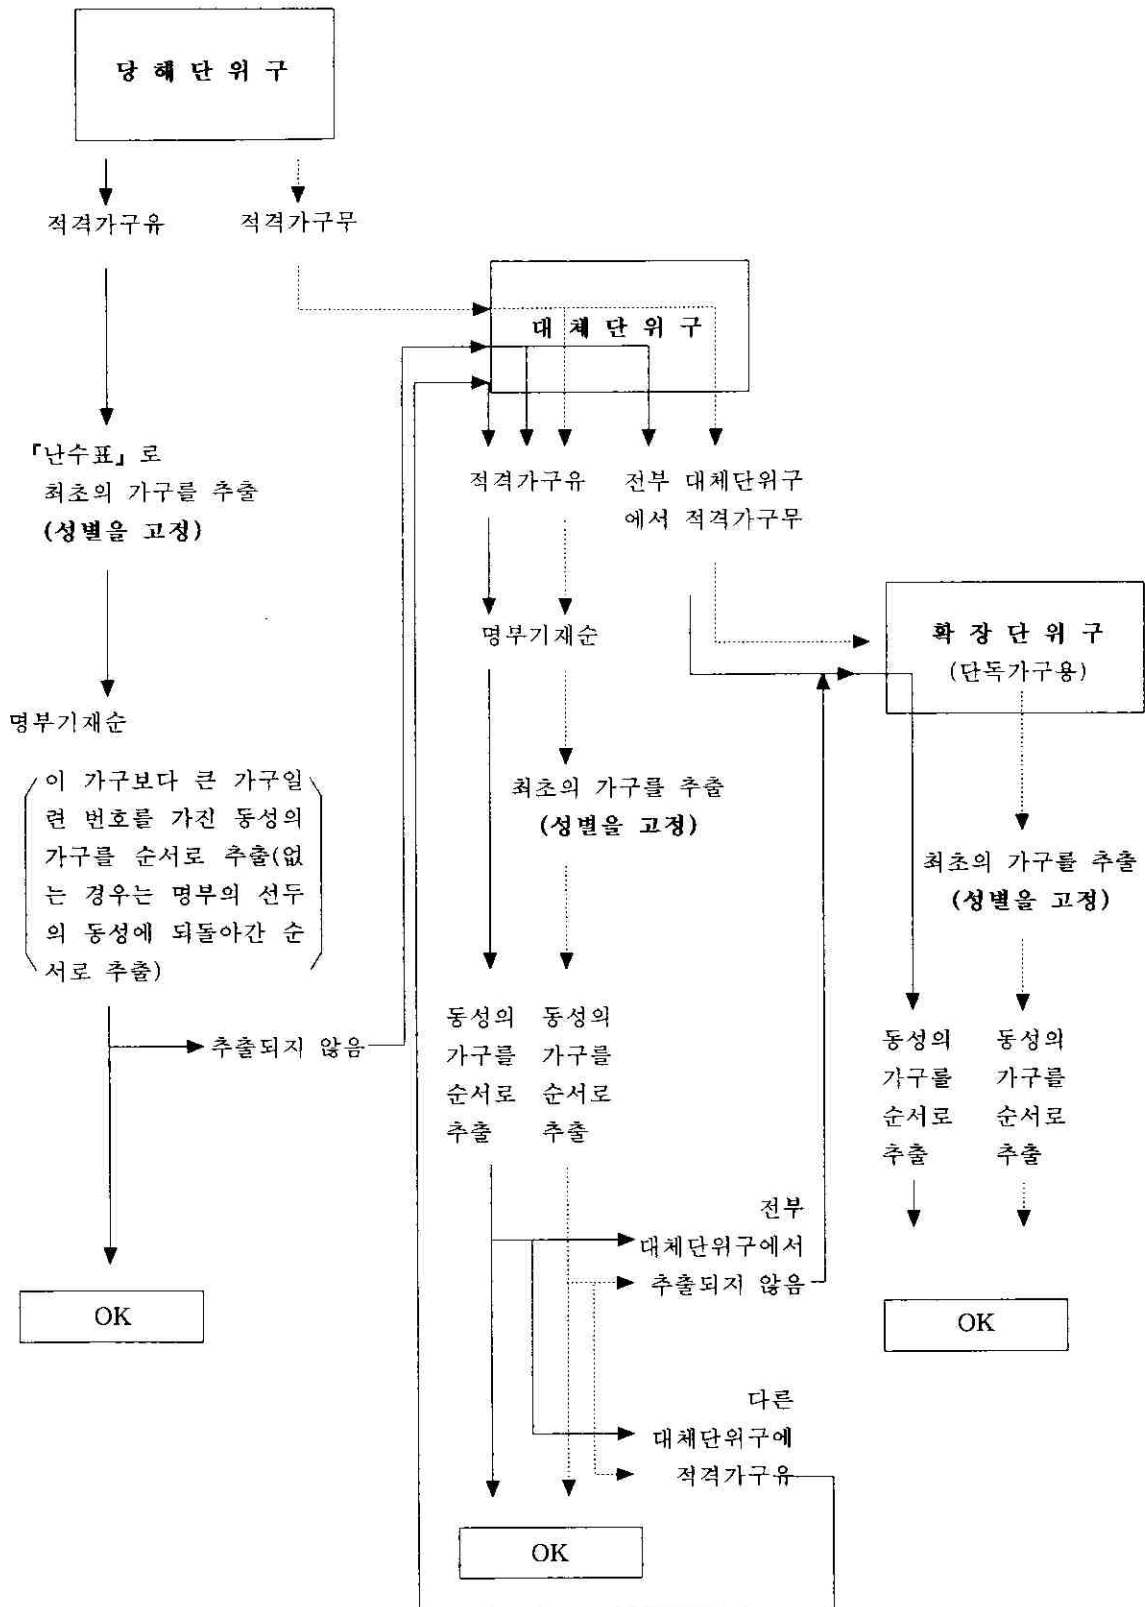 당 해 단 위 구
적격가구유
적격가구무
『난수표』로
최초의 가구를 추출
(성별을 고정)
명부기재순
이 가구보다 큰 가구일
련 번호를 가진 동성의
가구를 순서로 추출(없
는 경우는 명부의 선두
의 동성에 되돌아간 순
서로 추출)
추출되지 않음
OK
대 체 단 위 구
적격가구유
전부 대체단위구
에서 적격가구무
명부기재순
최초의 가구를 추출
(성별을 고정)
동성의
가구를
순서로
추출
동성의
가구를
순서로
추출
전부
대체단위구에서
추출되지 않음
다른
대체단위구에
적격가구유
OK
확 장 단 위 구
(단독가구용)
최초의 가구를 추출
(성별을 고정)
동성의
가구를
순서로
추출
동성의
가구를
순서로
추출
OK